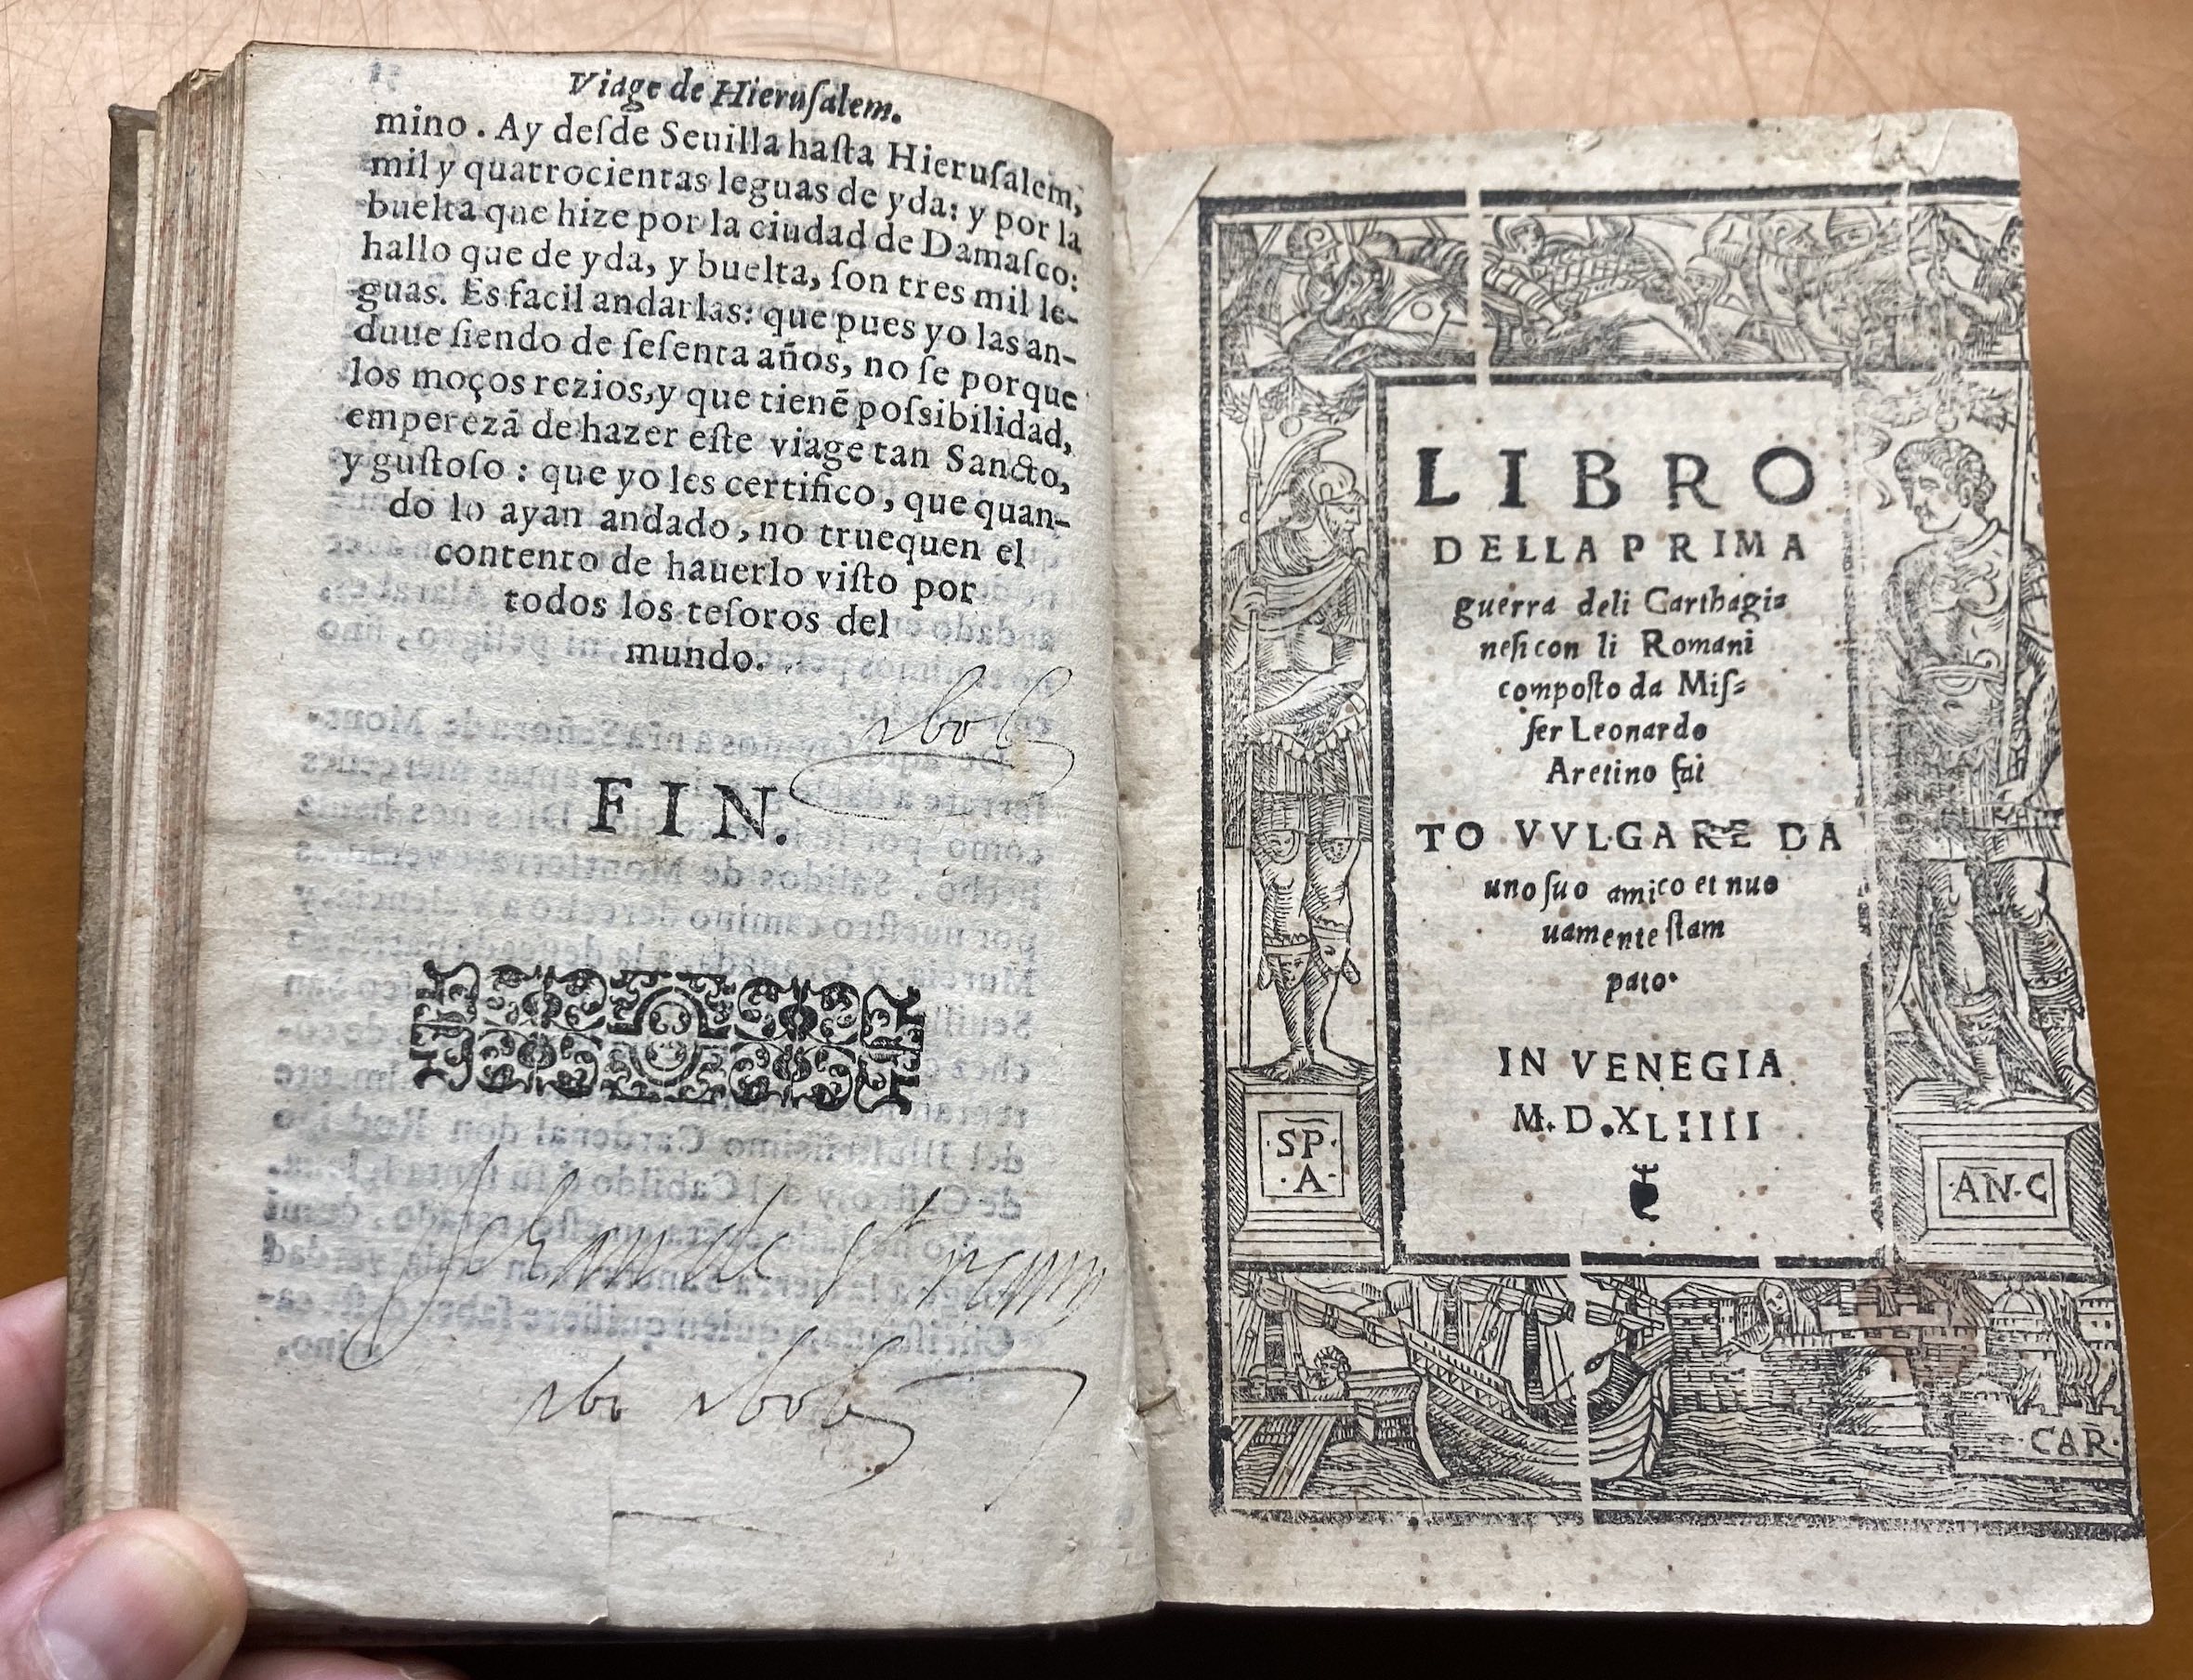 Viage de Hieruſalem.
mino. Ay deſde Seuilla haſta Hieruſalem,
mil y quatrocientas leguas de yda: y por la
buelta que hize por la ciudad de Damaſco:
hallo que de yda, y buelta, ſon tres mil le-
guas. Es facil andarlas: que pues yo las an-
duue ſiendo de ſeſenta años, no ſe porque
los moços rezios, y que tienẽ poſsibilidad,
emperezã de hazer eſte viage tan Sancto,
y guſtoſo: que yo les certifico, que quan-
do lo ayan andado, no truequen el
contento de hauerlo viſto por
todos los teſoros del
mundo.
FIN.
LIBRO
DELLA PRIMA
guerra deli Carthagi=
neſi con li Romani
compoſto da Miſ=
ſer Leonardo
Aretino fai
TO VVLGARE DA
uno ſuo amico et nuo
uamente ſtam
pato.
IN VENEGIA
M.D.XLIIII
.SP.
.A.
.AN.C
CAR.